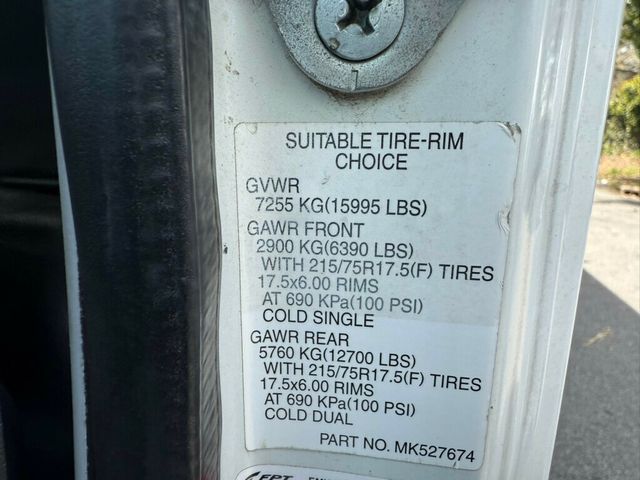 SUITABLE TIRE-RIM
CHOICE
GVWR
7255 KG(15995 LBS)
GAWR FRONT
2900 KG(6390 LBS)
WITH 215/75R17.5(F) TIRES
17.5x6.00 RIMS
AT 690 KPa(100 PSI)
COLD SINGLE
GAWR REAR
5760 KG(12700 LBS)
WITH 215/75R17.5(F) TIRES
17.5x6.00 RIMS
AT 690 KPa(100 PSI)
COLD DUAL
PART NO. MK527674